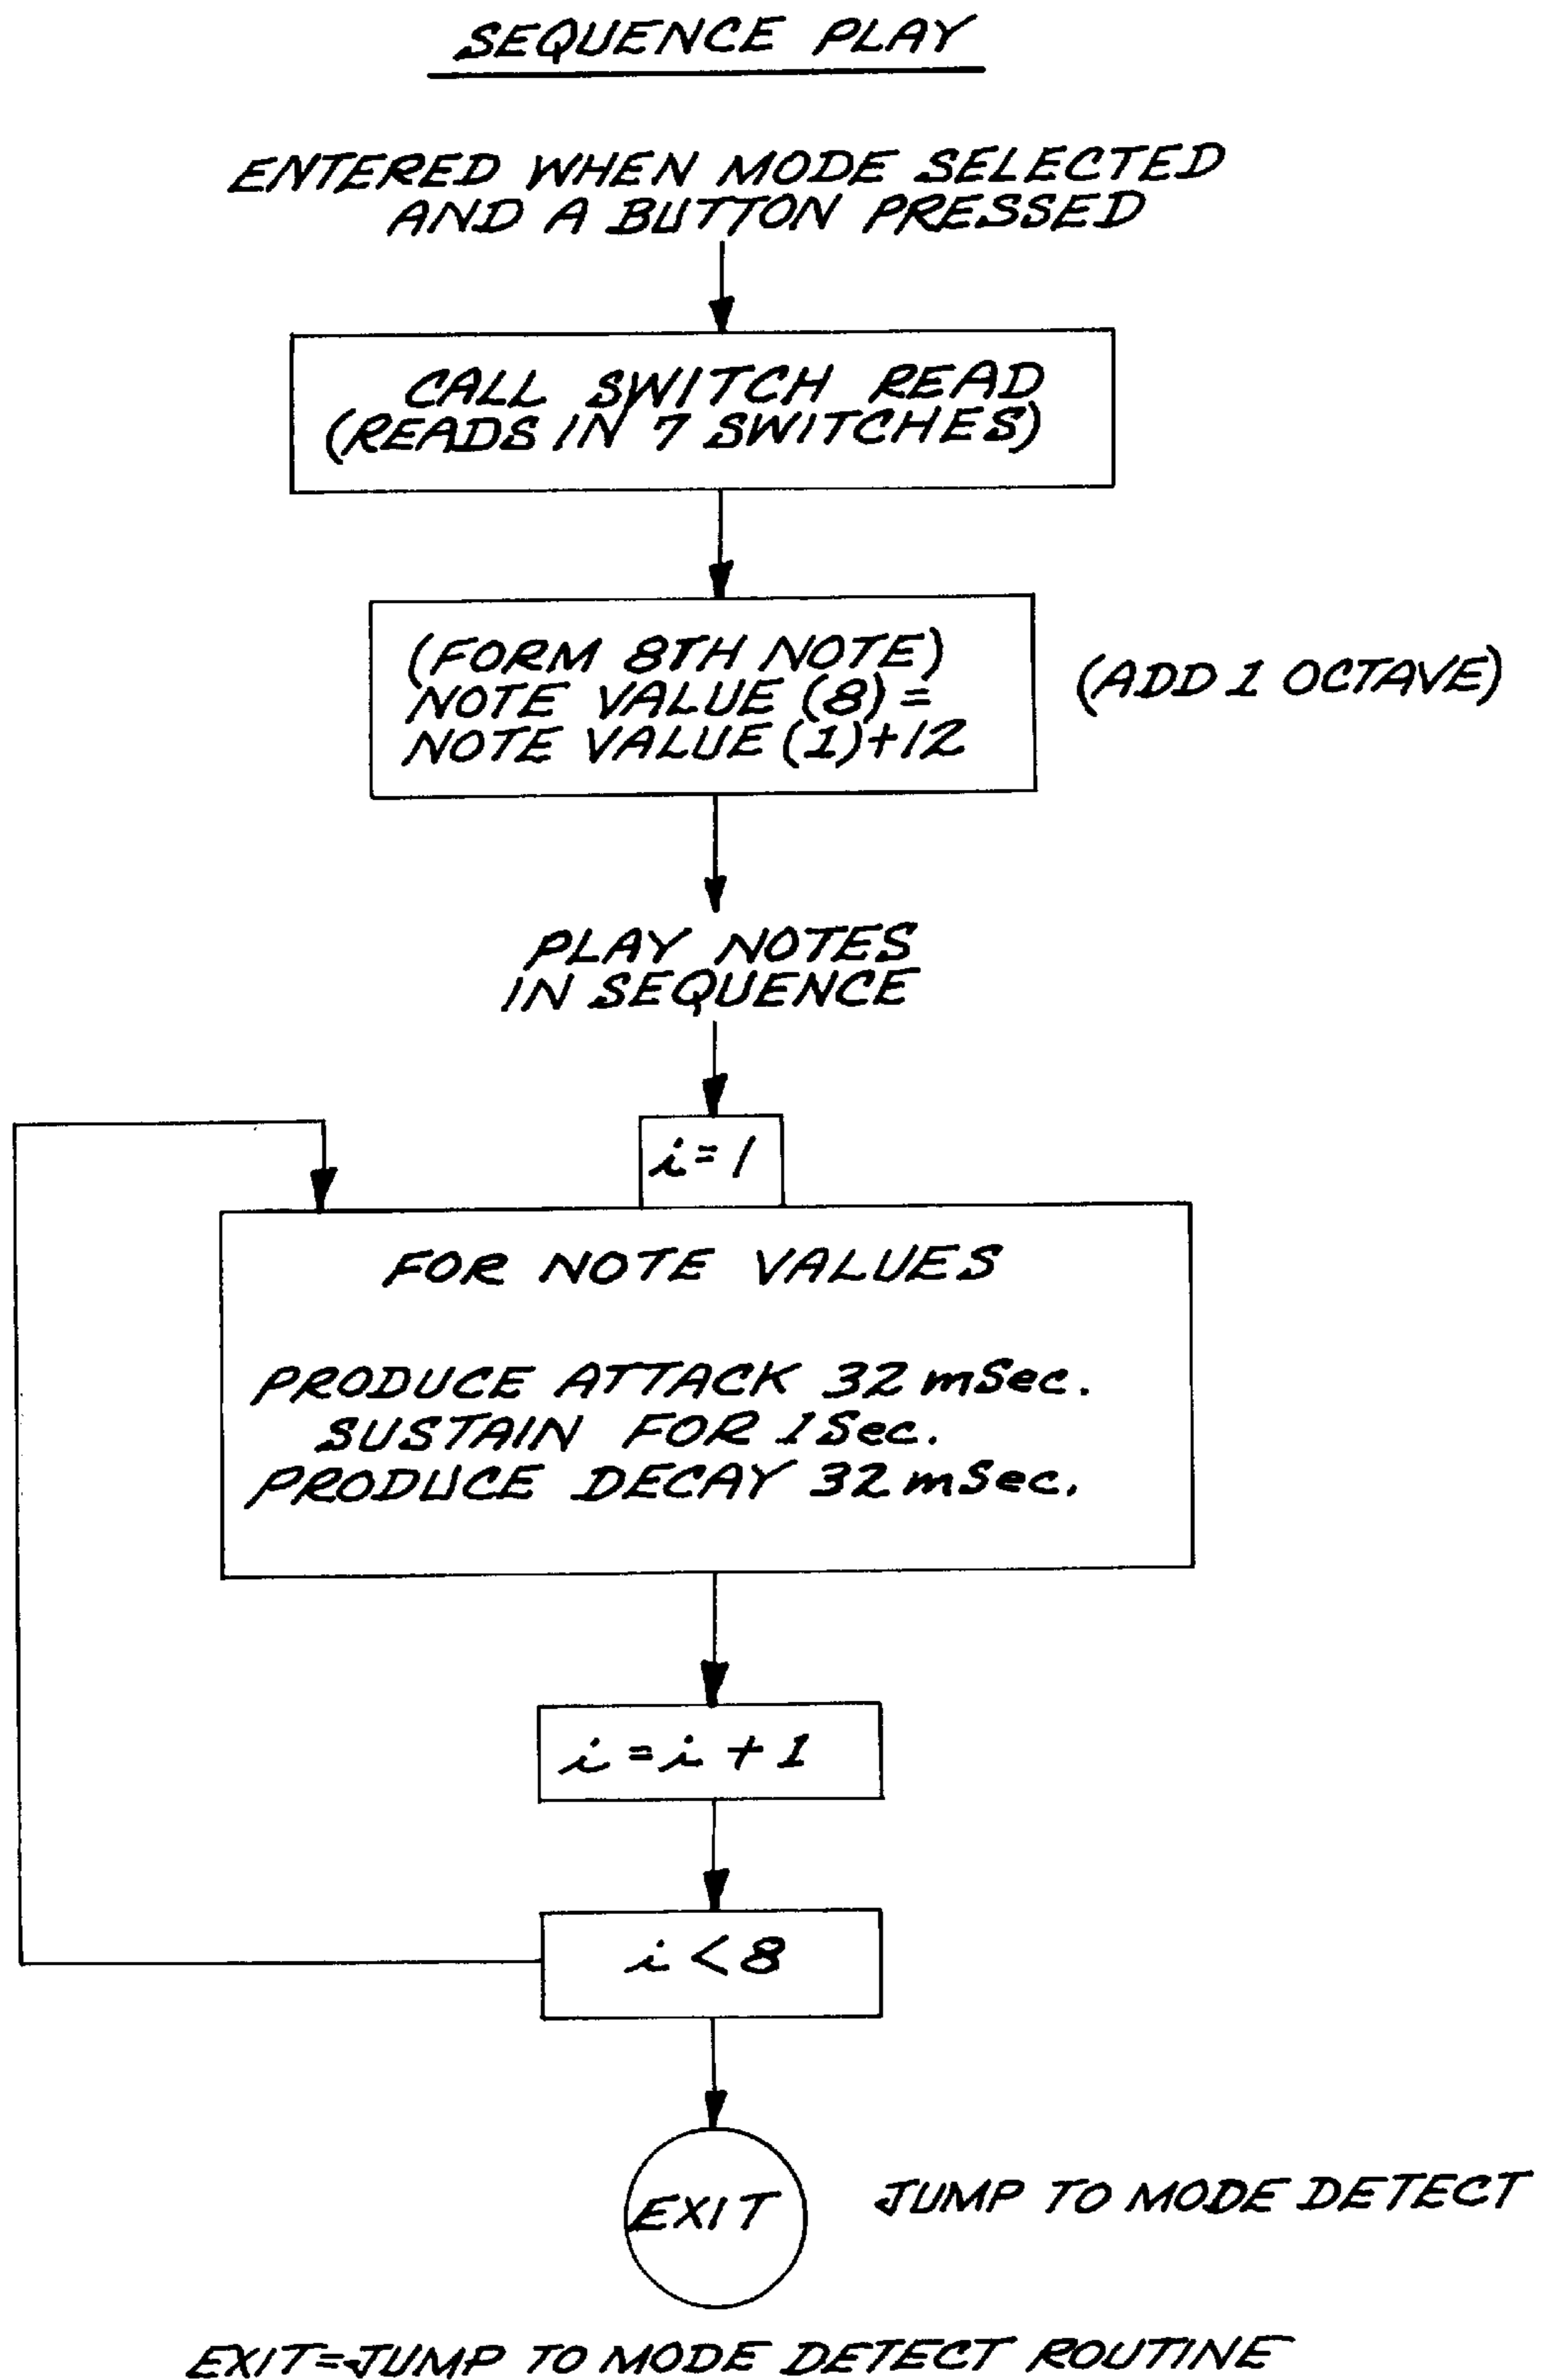 SEQUENCE PLAY
ENTERED WHEN MODE SELECTED
AND A BUTTON PRESSED
CALL SWITCH READ
(READS IN 7 SWITCHES)
(FORM 8TH NOTE)
NOTE VALUE (8) =
NOTE VALUE (1)+12
(ADD 1 OCTAVE)
PLAY NOTES
IN SEQUENCE
i=1
FOR NOTE VALUES
PRODUCE ATTACK 32 mSec.
SUSTAIN FOR 1 Sec.
PRODUCE DECAY 32 mSec.
i=i+1
i<8
EXIT
JUMP TO MODE DETECT
EXIT=JUMP TO MODE DETECT ROUTINE